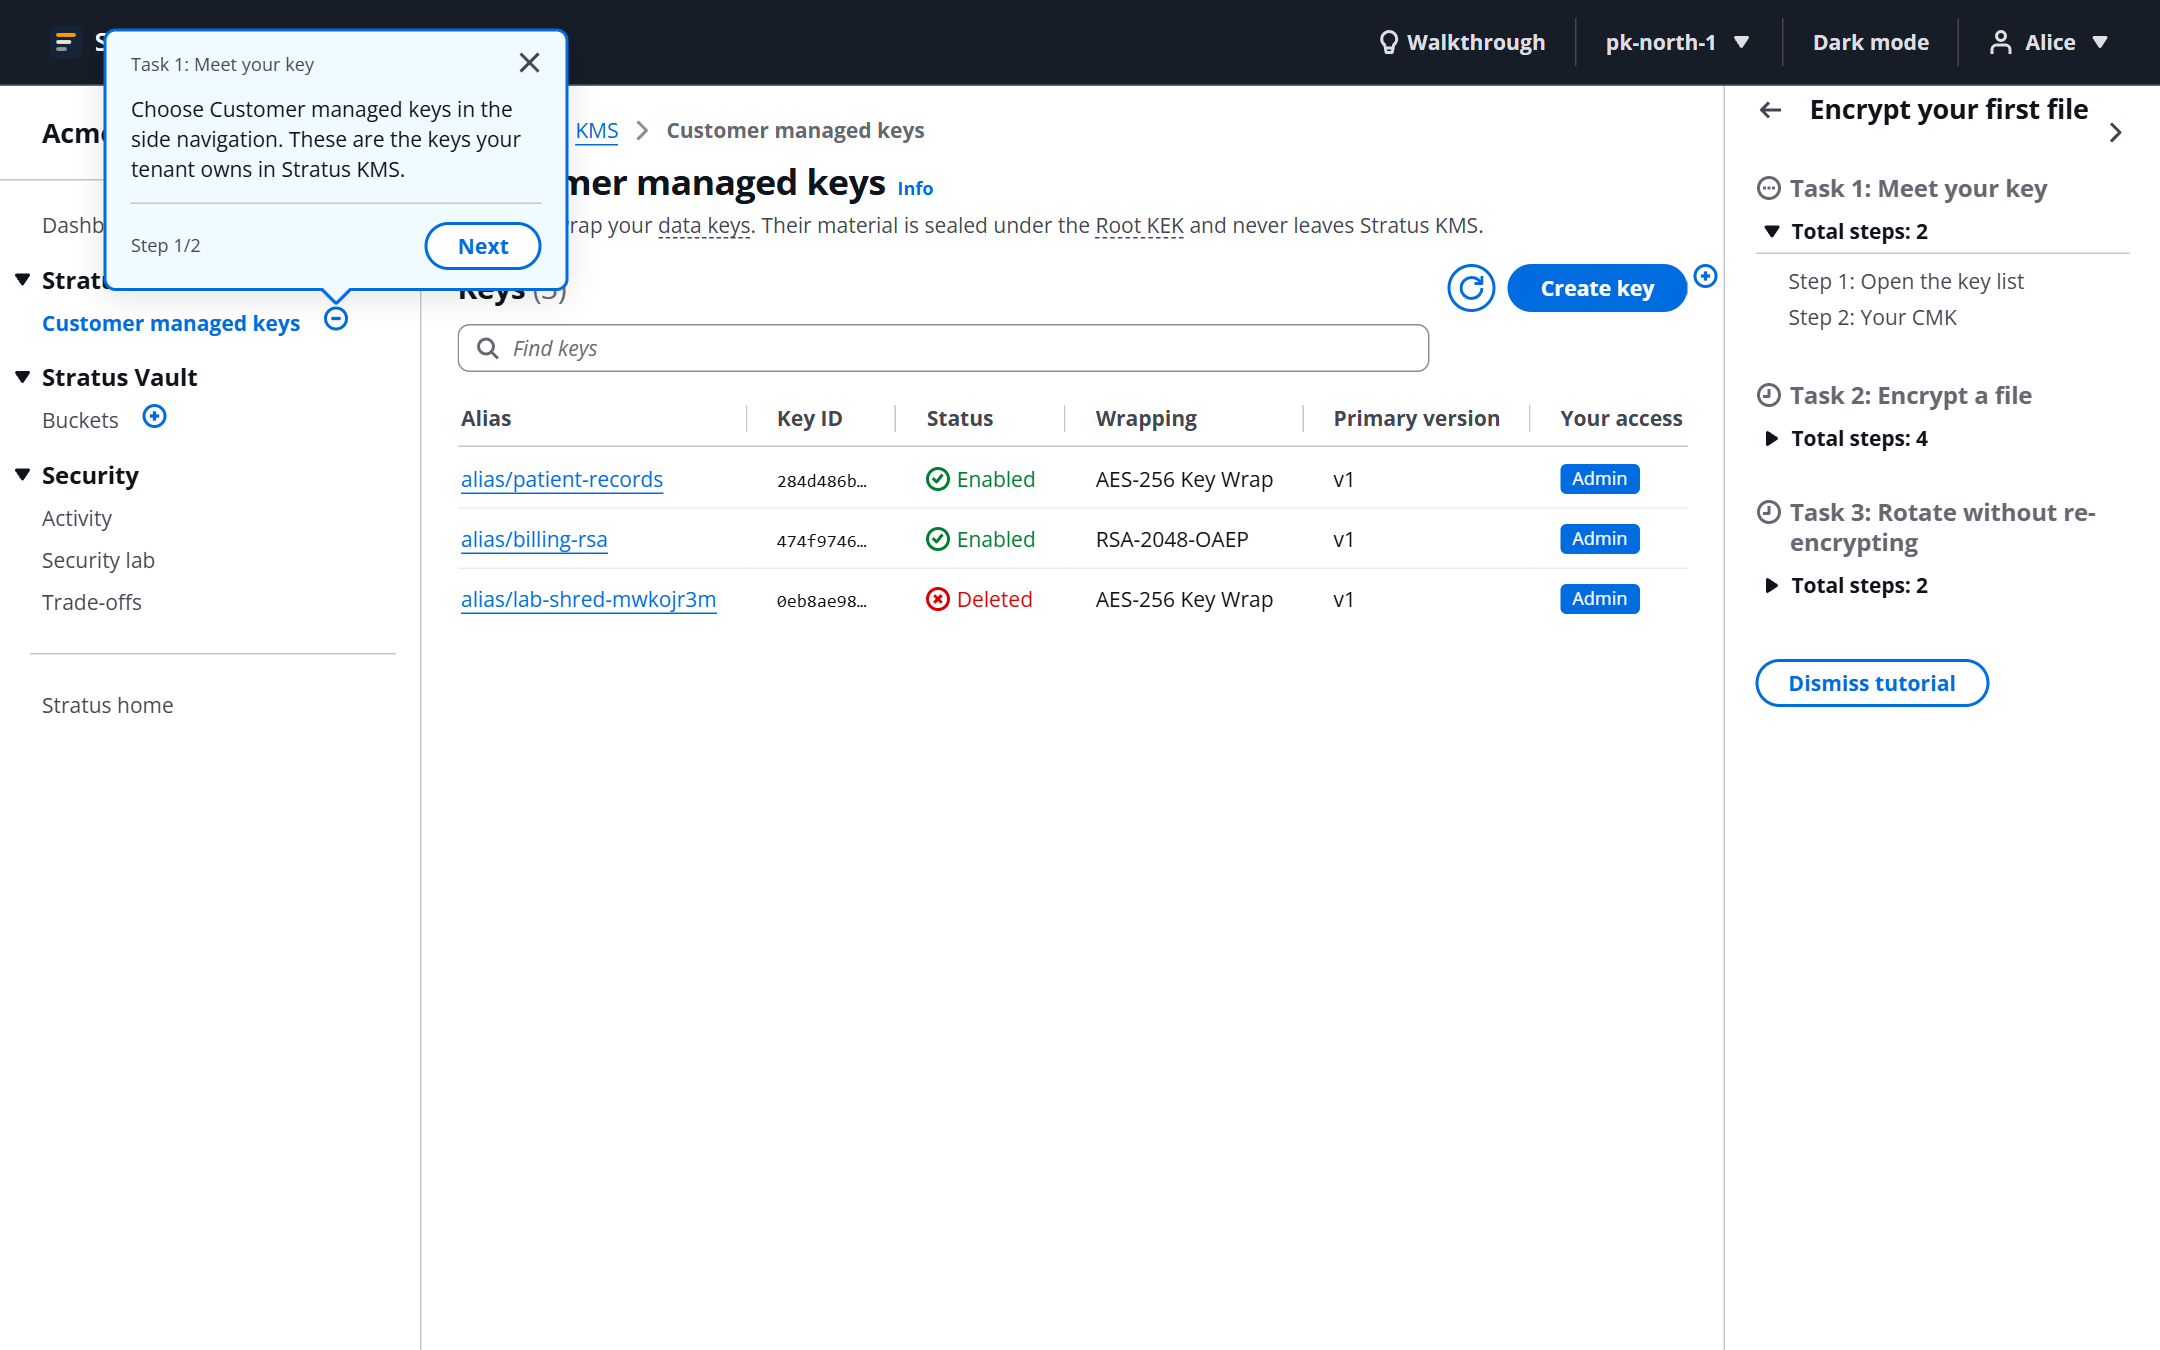 Walkthrough
pk-north-1
Dark mode
Alice
Task 1: Meet your key
Choose Customer managed keys in the
side navigation. These are the keys your
tenant owns in Stratus KMS.
Step 1/2
Next
Customer managed keys
Stratus Vault
Buckets
Security
Activity
Security lab
Trade-offs
Stratus home
KMS
Customer managed keys
managed keys Info
your data keys. Their material is sealed under the Root KEK and never leaves Stratus KMS.
Create key
Find keys
Alias Key ID Status Wrapping Primary version Your access
alias/patient-records 284d486b… Enabled AES-256 Key Wrap v1 Admin
alias/billing-rsa 474f9746… Enabled RSA-2048-OAEP v1 Admin
alias/lab-shred-mwkojr3m 0eb8ae98… Deleted AES-256 Key Wrap v1 Admin
Encrypt your first file
Task 1: Meet your key
Total steps: 2
Step 1: Open the key list
Step 2: Your CMK
Task 2: Encrypt a file
Total steps: 4
Task 3: Rotate without re-
encrypting
Total steps: 2
Dismiss tutorial